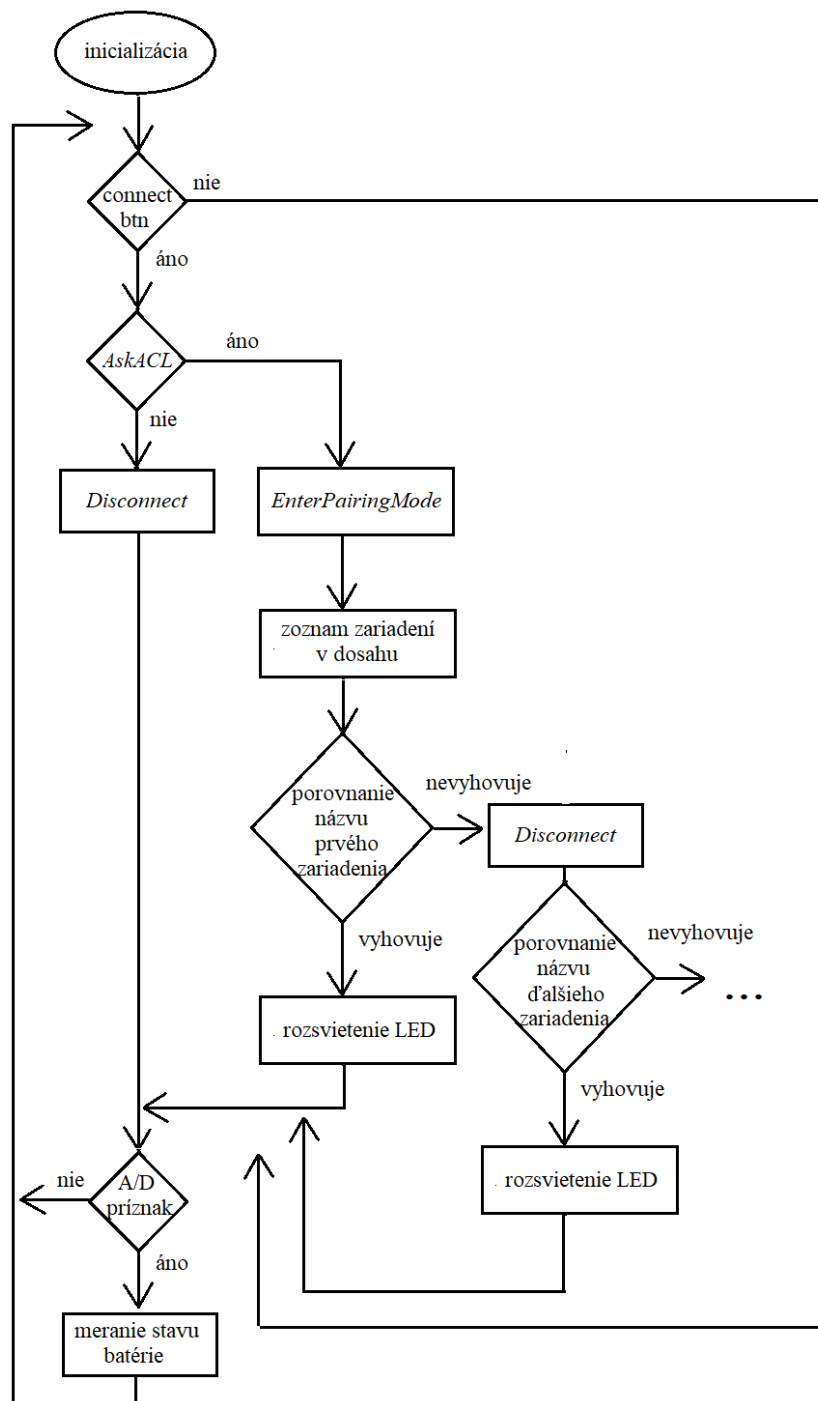 inicializácia
connect
btn
nie
áno
AskACL
áno
nie
Disconnect
EnterPairingMode
zoznam zariadení
v dosahu
porovnanie
názvu
prvého
zariadenia
nevyhovuje
Disconnect
vyhovuje
porovnanie
názvu
ďalšieho
zariadenia
nevyhovuje
...
rozsvietenie LED
vyhovuje
rozsvietenie LED
A/D
príznak
nie
áno
meranie stavu
batérie